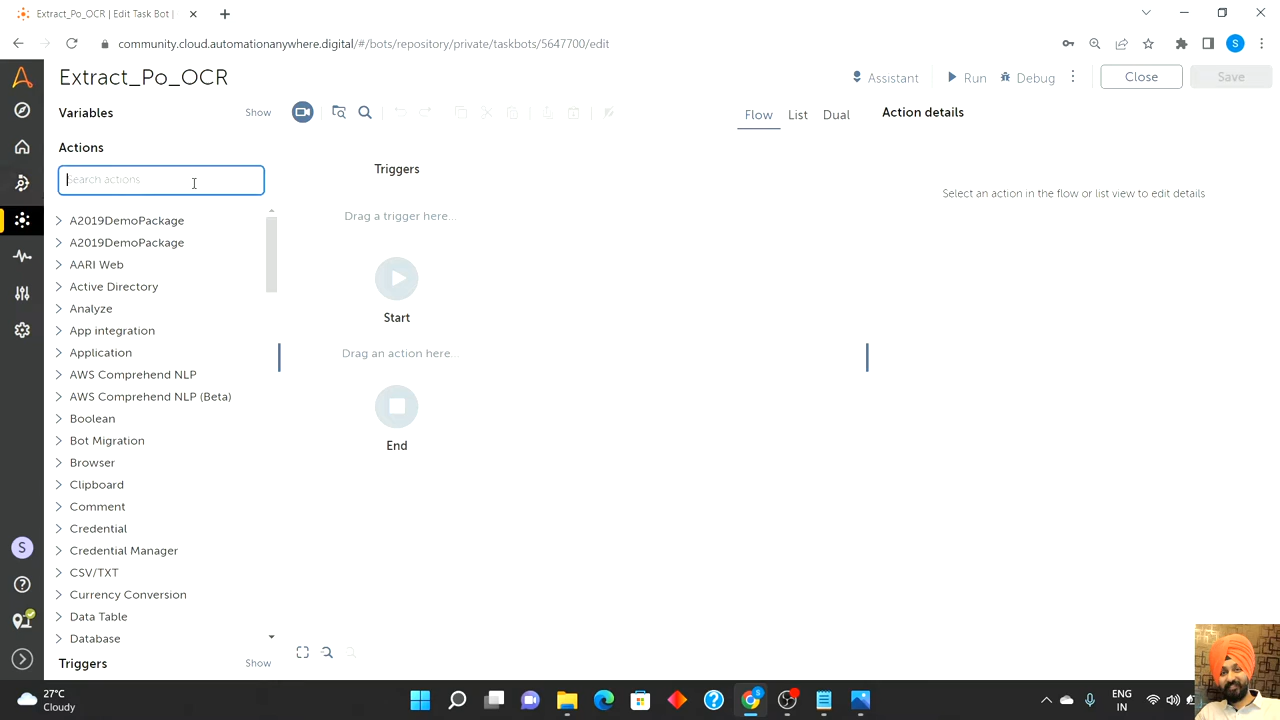 Extract_Po_OCR | Edit Task Bot |
community.cloud.automationanywhere.digital/#/bots/repository/private/taskbots/5647700/edit
S
Extract_Po_OCR
Assistant
Run
Debug
Close
Save
Variables
Show
Flow
List
Dual
Action details
Actions
Search actions
Triggers
Drag a trigger here...
Start
Drag an action here...
End
Select an action in the flow or list view to edit details
A2019DemoPackage
A2019DemoPackage
AARI Web
Active Directory
Analyze
App integration
Application
AWS Comprehend NLP
AWS Comprehend NLP (Beta)
Boolean
Bot Migration
Browser
Clipboard
Comment
Credential
Credential Manager
CSV/TXT
Currency Conversion
Data Table
Database
Triggers
Show
S
27°C
Cloudy
ENG
IN